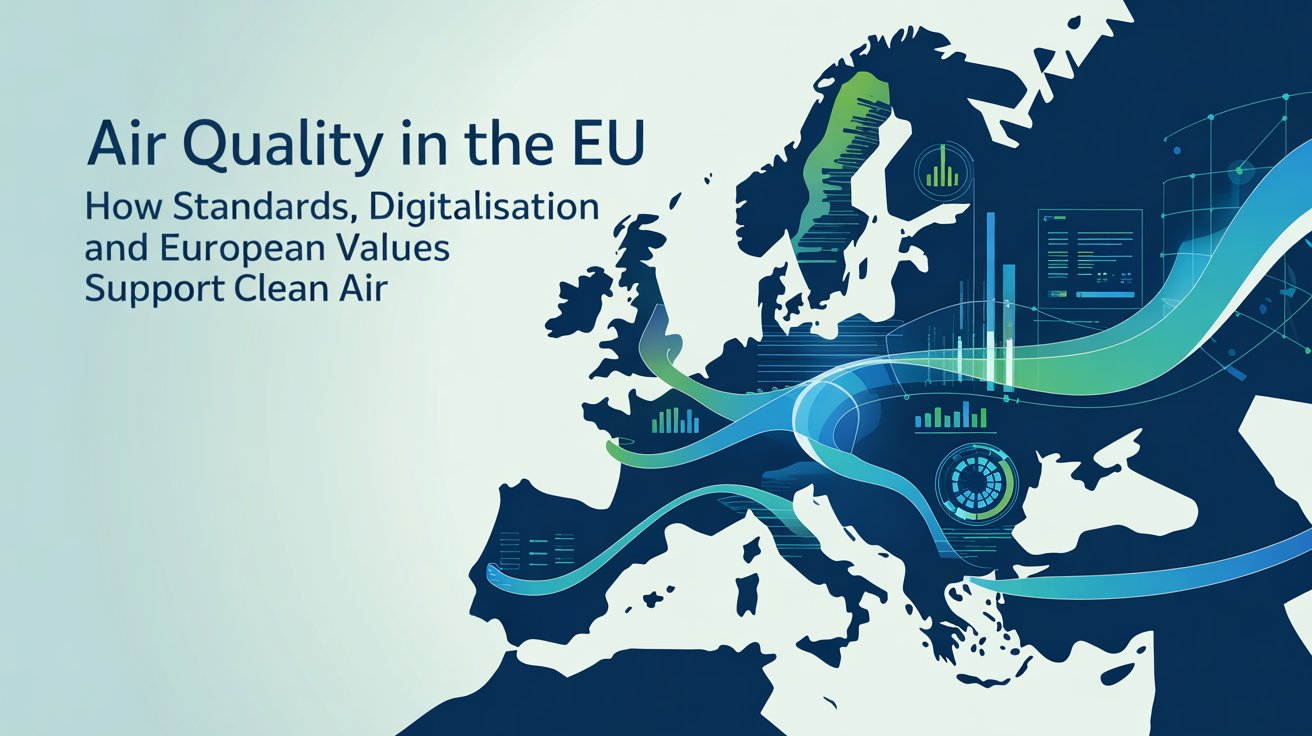 Air Quality in the EU
How Standards, Digitalisation
and European Values
Support Clean Air